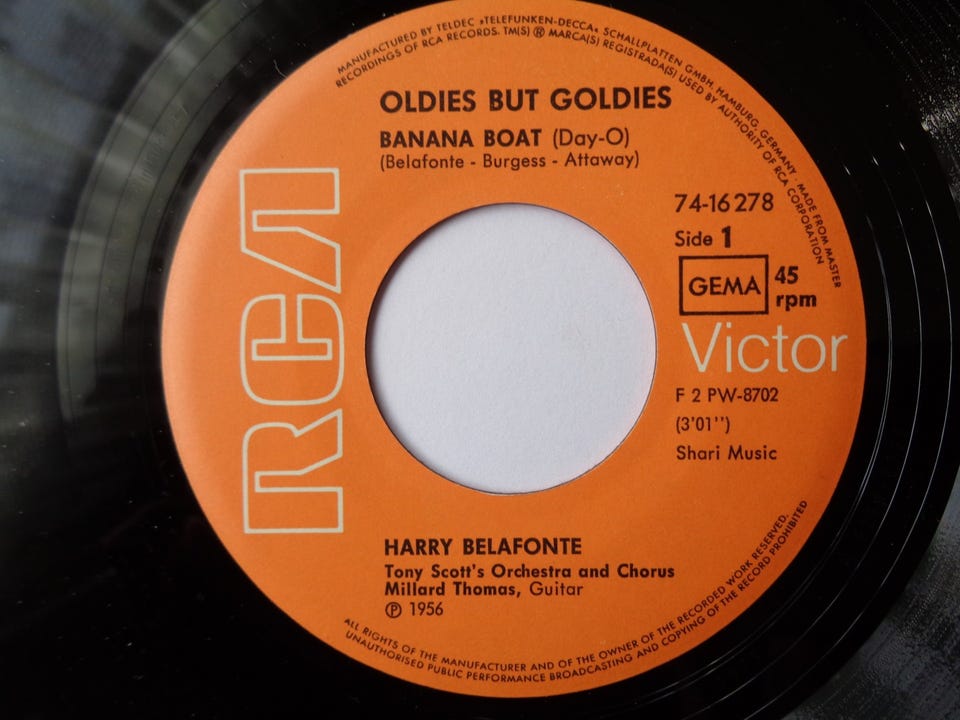 MANUFACTURED BY TELDEC »TELEFUNKEN-DECCA« SCHALLPLATTEN GMBH, HAMBURG, GERMANY · MADE FROM MASTER
RECORDINGS OF RCA RECORDS. TM(S) ® MARCA(S) REGISTRADA(S) USED BY AUTHORITY OF RCA CORPORATION
OLDIES BUT GOLDIES
BANANA BOAT (Day-O)
(Belafonte - Burgess - Attaway)
RCA
74-16278
Side 1
GEMA 45
rpm
Victor
F 2 PW-8702
(3'01'')
Shari Music
HARRY BELAFONTE
Tony Scott's Orchestra and Chorus
Millard Thomas, Guitar
℗ 1956
ALL RIGHTS OF THE MANUFACTURER AND OF THE OWNER OF THE RECORDED WORK RESERVED.
UNAUTHORISED PUBLIC PERFORMANCE BROADCASTING AND COPYING OF THE RECORD PROHIBITED